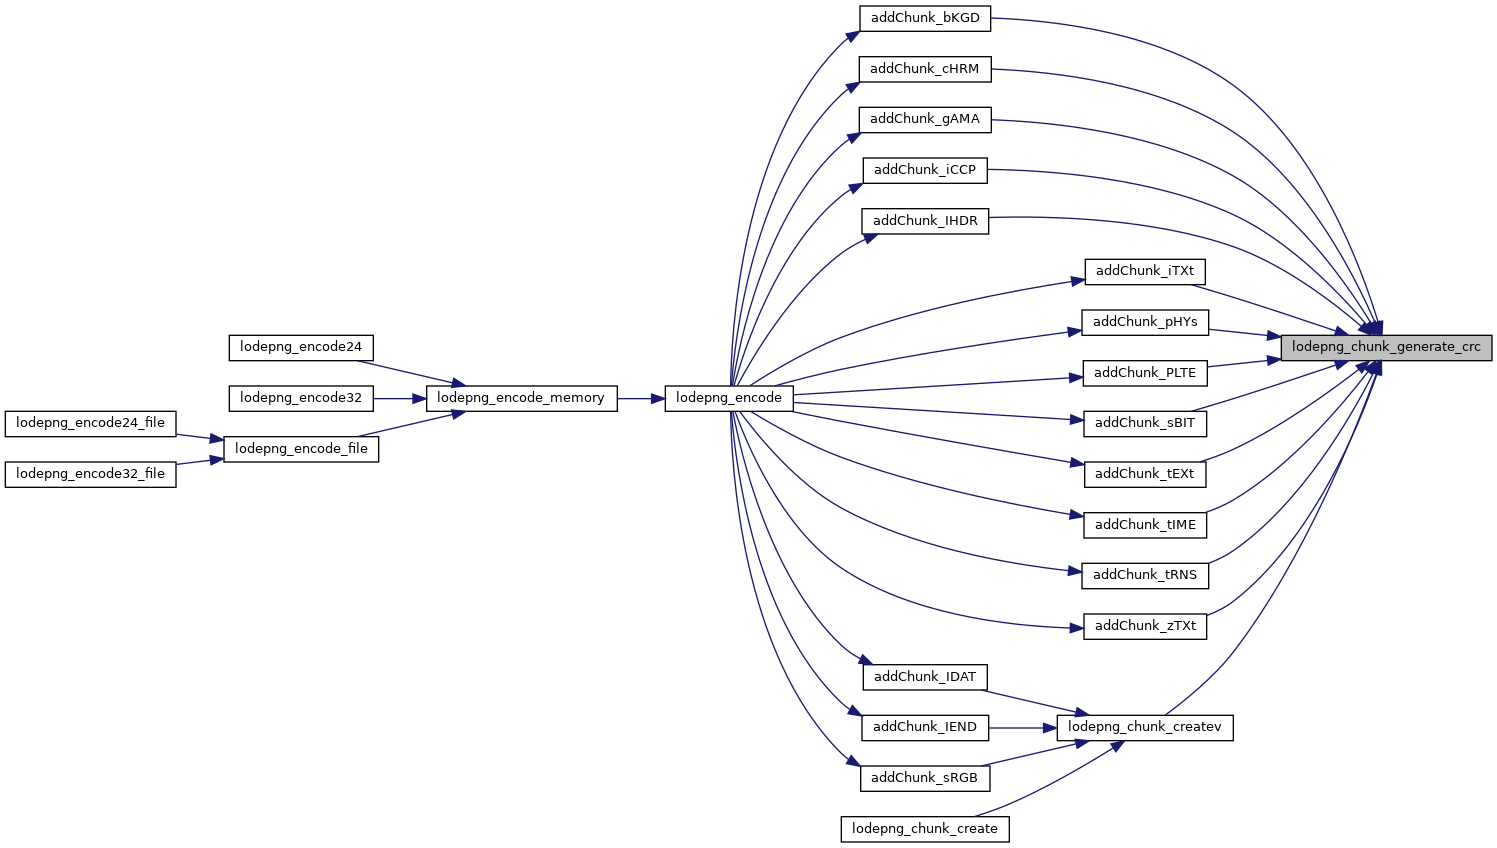 addChunk_bKGD
addChunk_cHRM
addChunk_gAMA
addChunk_iCCP
addChunk_IHDR
addChunk_iTXt
addChunk_pHYs
lodepng_chunk_generate_crc
lodepng_encode24
addChunk_PLTE
lodepng_encode32
lodepng_encode_memory
lodepng_encode
lodepng_encode24_file
addChunk_sBIT
lodepng_encode_file
lodepng_encode32_file
addChunk_tEXt
addChunk_tIME
addChunk_tRNS
addChunk_zTXt
addChunk_IDAT
addChunk_IEND
lodepng_chunk_createv
addChunk_sRGB
lodepng_chunk_create